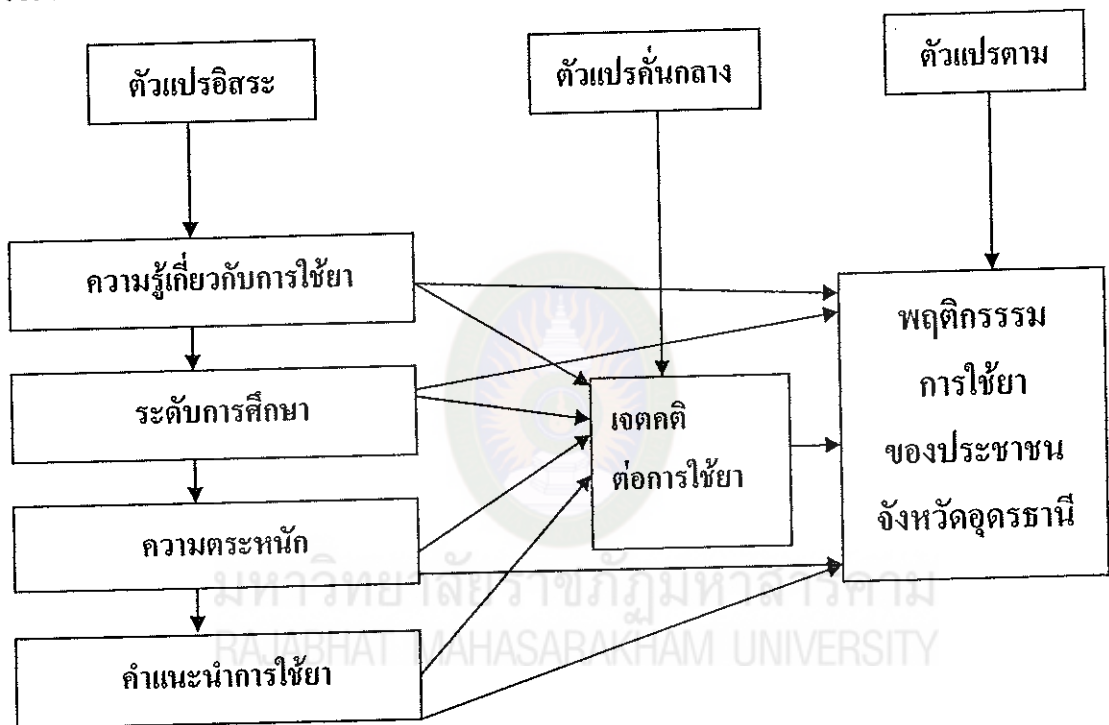 ตัวแปรอิสระ
ตัวแปรคั่นกลาง
ตัวแปรตาม
ความรู้เกี่ยวกับการใช้ยา
ระดับการศึกษา
ความตระหนัก
คำแนะนำการใช้ยา
เจตคติ
ต่อการใช้ยา
พฤติกรรรม
การใช้ยา
ของประชาชน
จังหวัดอุดรธานี
มหาวิทยาลัยราชภัฏมหาสารคาม
RAJABHAT MAHASARAKHAM UNIVERSITY